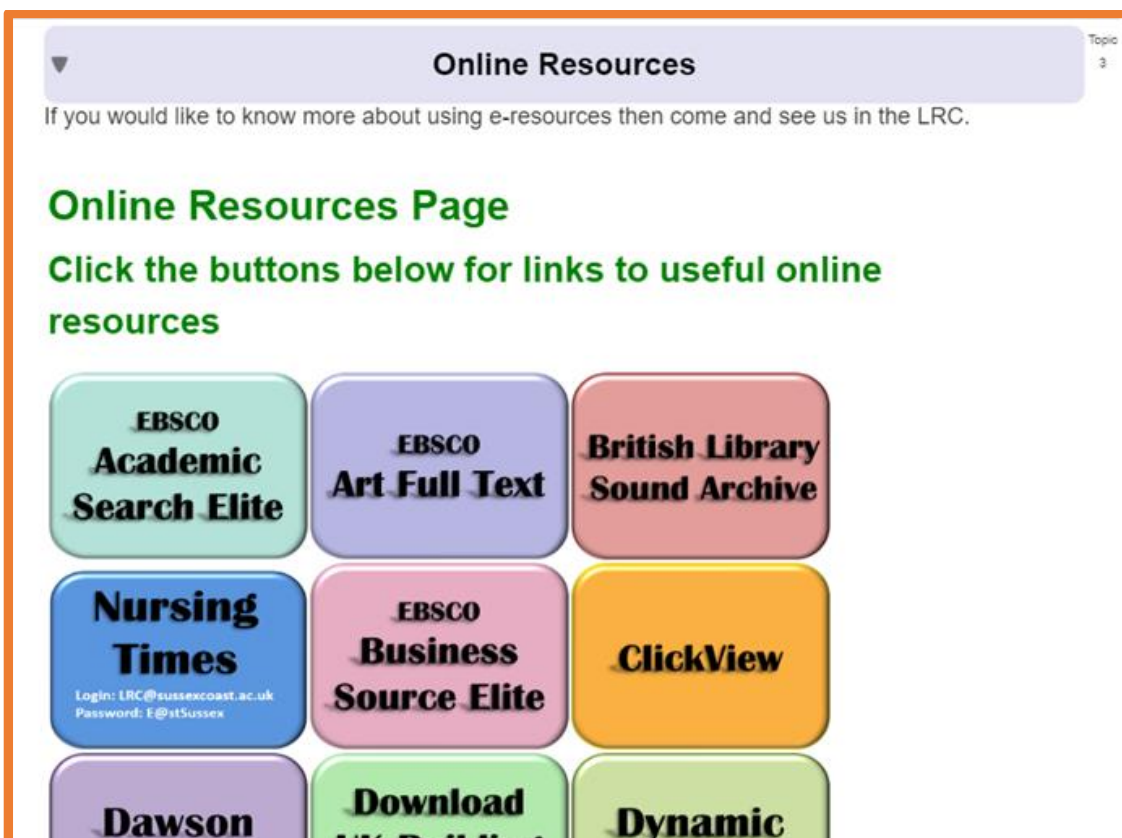 Online Resources
Topic
3
If you would like to know more about using e-resources then come and see us in the LRC.
Online Resources Page
Click the buttons below for links to useful online
resources
EBSCO
Academic
Search Elite
EBSCO
Art Full Text
British Library
Sound Archive
Nursing
Times
Login: LRC@sussexcoast.ac.uk
Password: E@stSussex
EBSCO
Business
Source Elite
ClickView
Dawson
Download
Dynamic